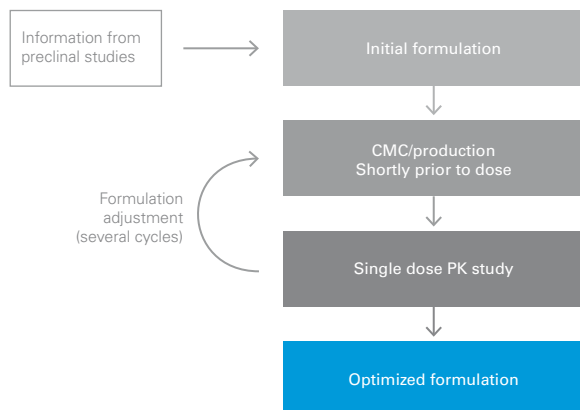 Information from
preclinal studies
Initial formulation
CMC/production
Shortly prior to dose
Formulation
adjustment
(several cycles)
Single dose PK study
Optimized formulation